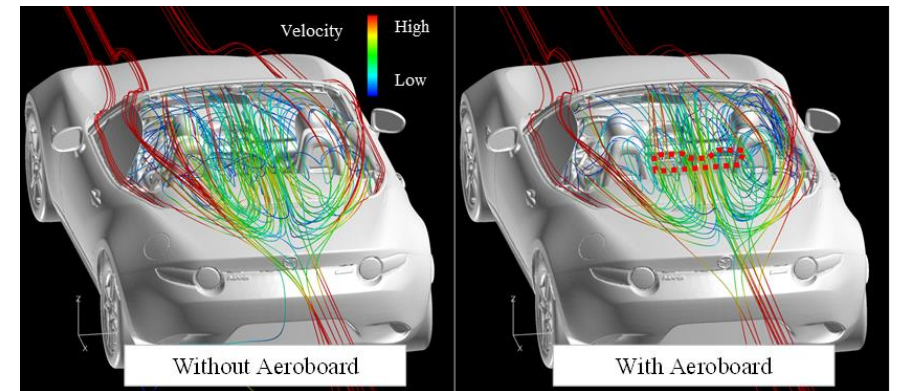 Velocity
High
Low
z
x
z
x
Without Aeroboard
With Aeroboard